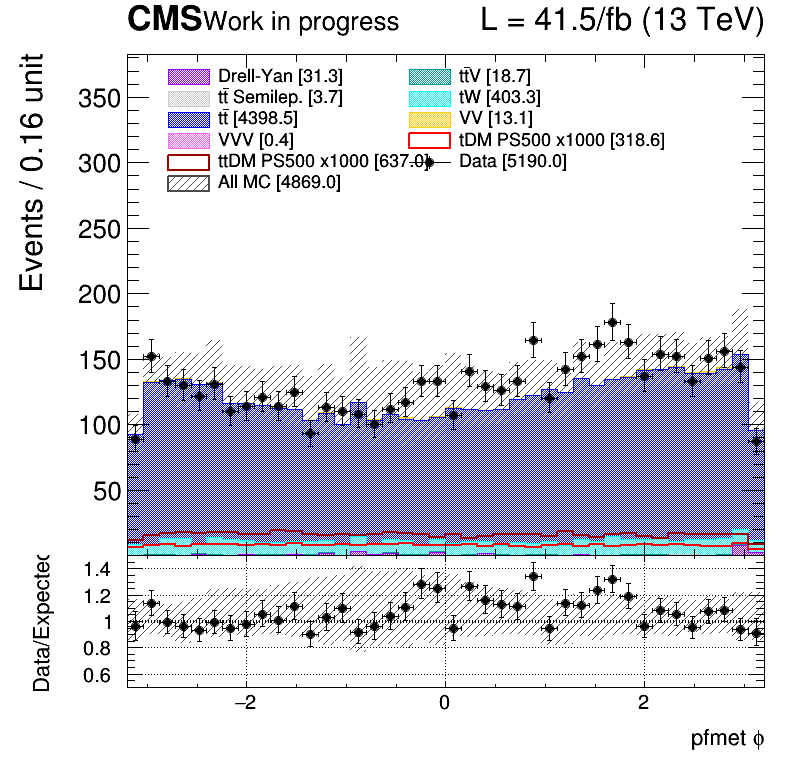 CMS Work in progress L = 41.5/fb (13 TeV)
Events / 0.16 unit
350
300
250
200
150
100
50
Drell-Yan [31.3] tt̄V [18.7]
tt̄ Semilep. [3.7] tW [403.3]
tt̄ [4398.5] VV [13.1]
VVV [0.4] tDM PS500 x1000 [318.6]
ttDM PS500 x1000 [637.0] Data [5190.0]
All MC [4869.0]
Data/Expected
1.4
1.2
1
0.8
0.6
−2 0 2
pfmet ϕ